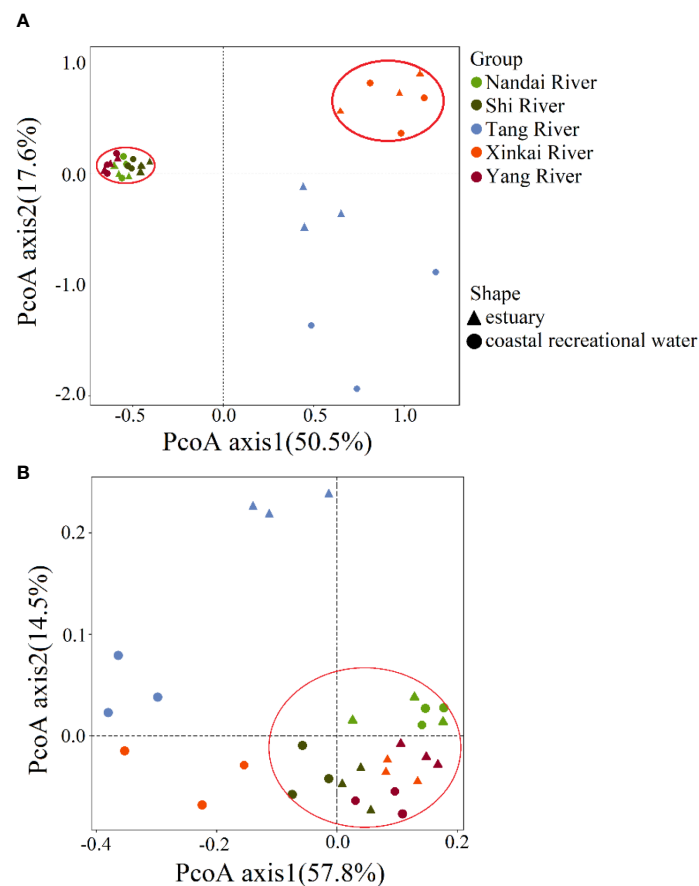 A
1.0
0.0
-1.0
-2.0
PcoA axis2(17.6%)
-0.5
0.0
0.5
1.0
PcoA axis1(50.5%)
Group
Nandai River
Shi River
Tang River
Xinkai River
Yang River
Shape
estuary
coastal recreational water
B
0.2
0.1
0.0
PcoA axis2(14.5%)
-0.4
-0.2
0.0
0.2
PcoA axis1(57.8%)